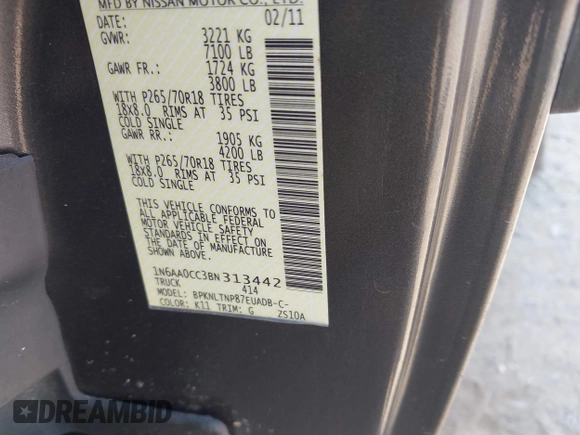 MFD BY NISSAN MOTOR CO., LTD.
DATE: 02/11
GVWR: 3221 KG
7100 LB
GAWR FR.: 1724 KG
3800 LB
WITH P265/70R18 TIRES
18X8.0 RIMS AT 35 PSI
COLD SINGLE
GAWR RR.: 1905 KG
4200 LB
WITH P265/70R18 TIRES
18X8.0 RIMS AT 35 PSI
COLD SINGLE
THIS VEHICLE CONFORMS TO
ALL APPLICABLE FEDERAL
MOTOR VEHICLE SAFETY
STANDARDS IN EFFECT ON
THE DATE OF MANUFACTURE
SHOWN ABOVE.
1N6AA0CC3BN313442
TRUCK 414
MODEL: BPKNLTNP87EUADB-C-
COLOR: K11 TRIM: G ZS10A
DREAMBID